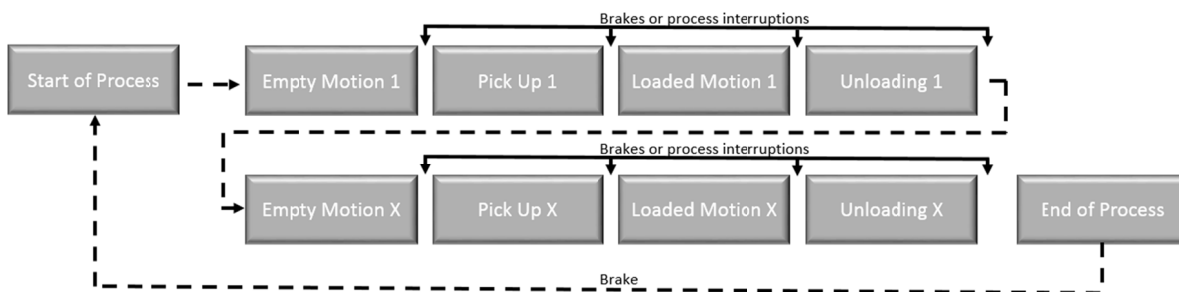 Brakes or process interruptions
Start of Process
Empty Motion 1
Pick Up 1
Loaded Motion 1
Unloading 1
Brakes or process interruptions
Empty Motion X
Pick Up X
Loaded Motion X
Unloading X
End of Process
Brake